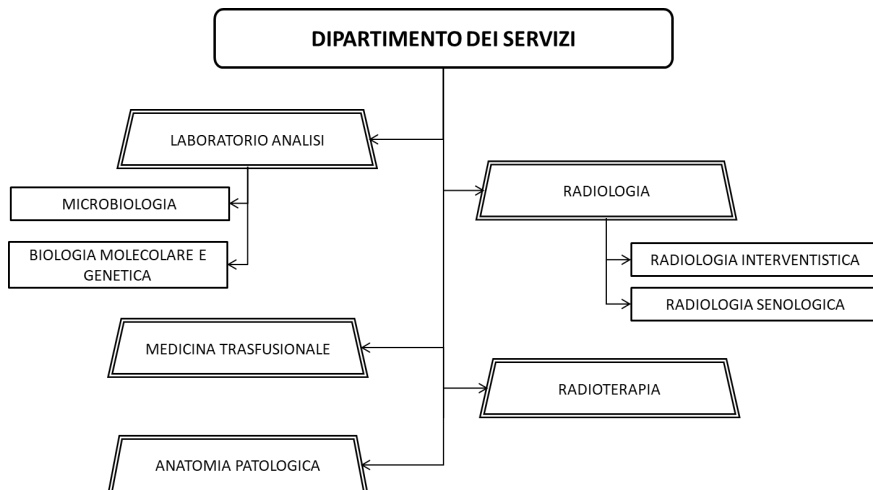 DIPARTIMENTO DEI SERVIZI
LABORATORIO ANALISI
MICROBIOLOGIA
BIOLOGIA MOLECOLARE E
GENETICA
RADIOLOGIA
RADIOLOGIA INTERVENTISTICA
RADIOLOGIA SENOLOGICA
MEDICINA TRASFUSIONALE
RADIOTERAPIA
ANATOMIA PATOLOGICA